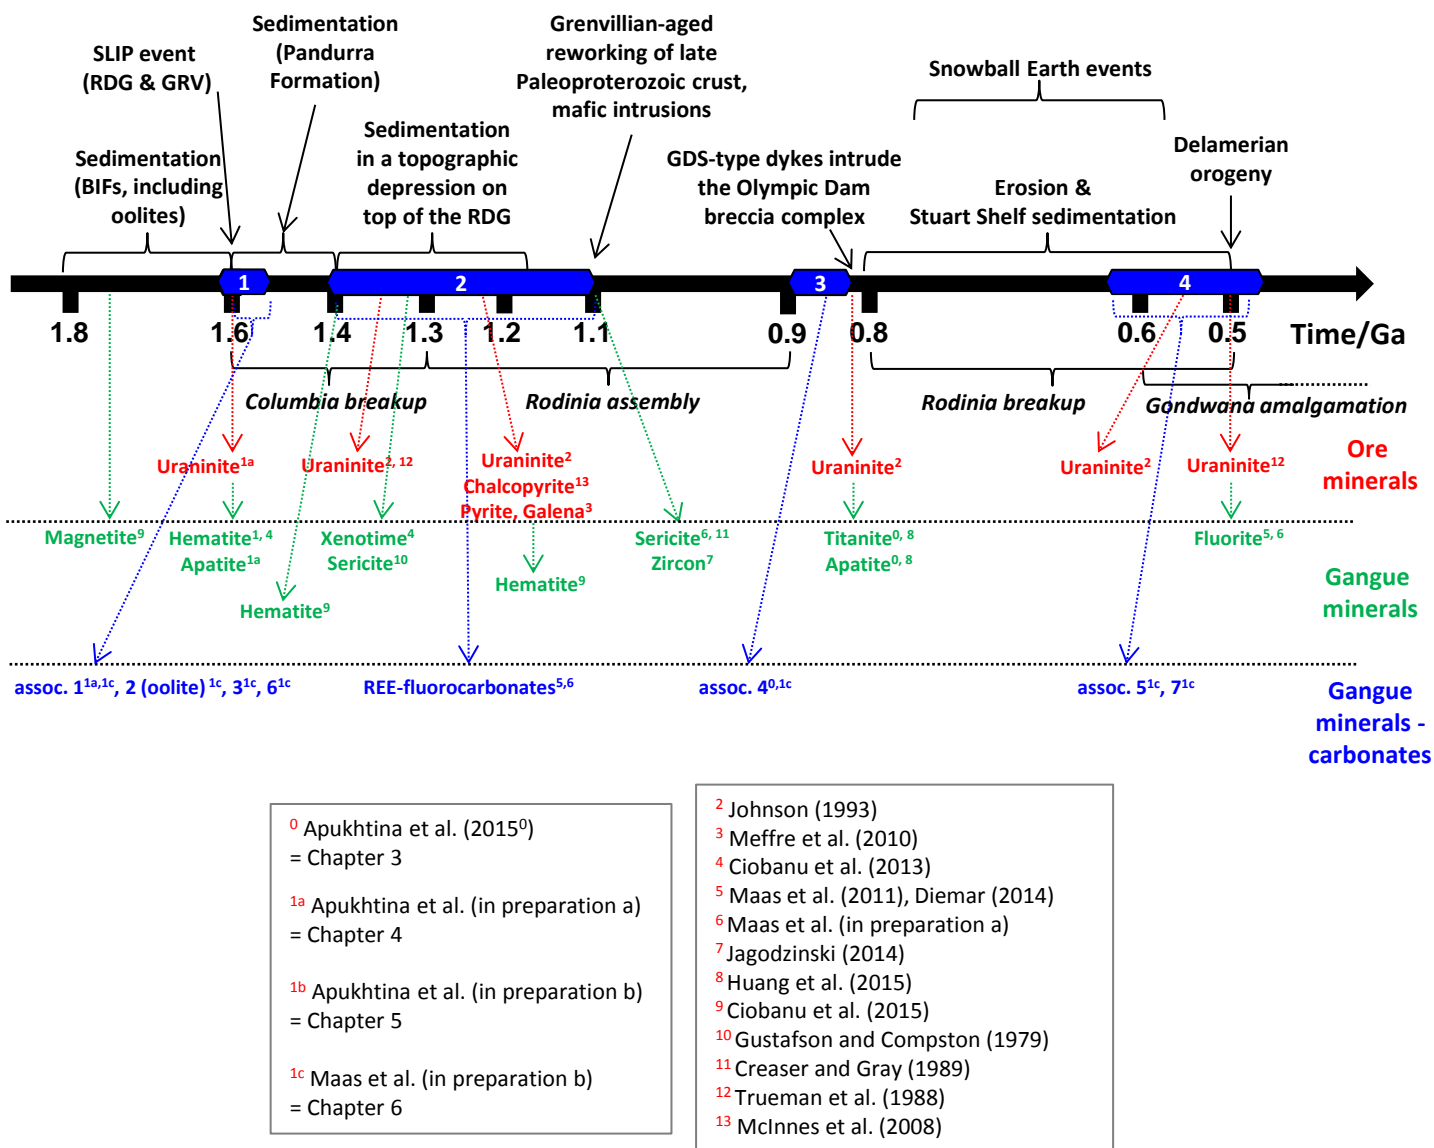 Sedimentation
(Pandurra
Formation)
Grenvillian-aged
reworking of late
Paleoproterozoic crust,
mafic intrusions
SLIP event
(RDG & GRV)
Snowball Earth events
Sedimentation
(BIFs, including
oolites)
Sedimentation
in a topographic
depression on
top of the RDG
GDS-type dykes intrude
the Olympic Dam
breccia complex
Erosion &
Stuart Shelf sedimentation
Delamerian
orogeny
1
2
3
4
1.8
1.6
1.4
1.3
1.2
1.1
0.9
0.8
0.6
0.5
Time/Ga
Columbia breakup
Rodinia assembly
Rodinia breakup
Gondwana amalgamation
Uraninite1a
Uraninite2, 12
Uraninite2
Chalcopyrite13
Pyrite, Galena3
Uraninite2
Uraninite2
Uraninite12
Ore
minerals
Magnetite9
Hematite1, 4
Apatite1a
Hematite9
Xenotime4
Sericite10
Hematite9
Sericite6, 11
Zircon7
Titanite0, 8
Apatite0, 8
Fluorite5, 6
Gangue
minerals
assoc. 11a,1c, 2 (oolite) 1c, 31c, 61c
REE-fluorocarbonates5,6
assoc. 40,1c
assoc. 51c, 71c
Gangue
minerals -
carbonates
0 Apukhtina et al. (20150)
= Chapter 3
1a Apukhtina et al. (in preparation a)
= Chapter 4
1b Apukhtina et al. (in preparation b)
= Chapter 5
1c Maas et al. (in preparation b)
= Chapter 6
2 Johnson (1993)
3 Meffre et al. (2010)
4 Ciobanu et al. (2013)
5 Maas et al. (2011), Diemar (2014)
6 Maas et al. (in preparation a)
7 Jagodzinski (2014)
8 Huang et al. (2015)
9 Ciobanu et al. (2015)
10 Gustafson and Compston (1979)
11 Creaser and Gray (1989)
12 Trueman et al. (1988)
13 McInnes et al. (2008)